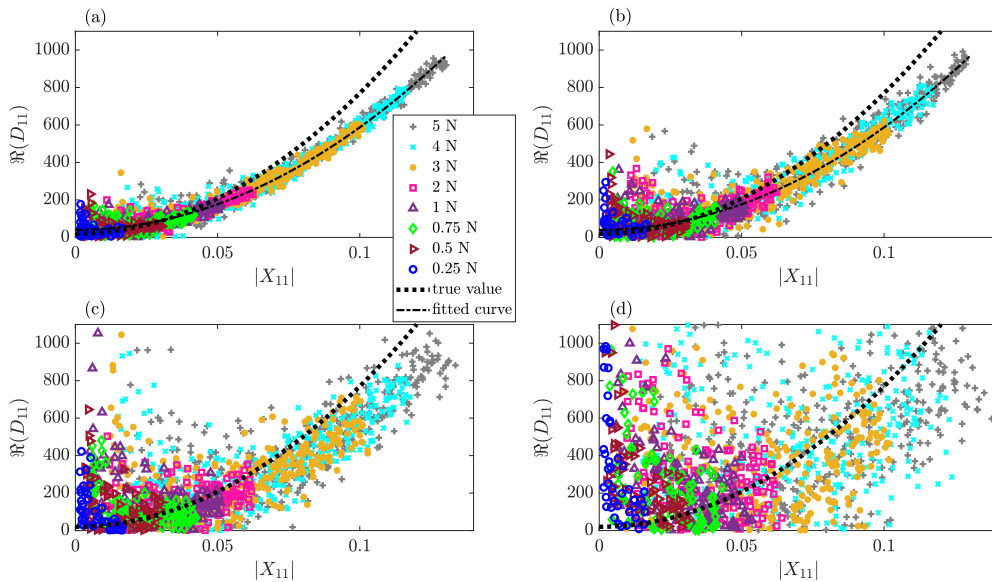 (a)
ℜ(D₁₁)
1000
800
600
400
200
0
0 0.05 0.1
|X₁₁|
(b)
ℜ(D₁₁)
1000
800
600
400
200
0
0 0.05 0.1
|X₁₁|
5 N
4 N
3 N
2 N
1 N
0.75 N
0.5 N
0.25 N
true value
fitted curve
(c)
ℜ(D₁₁)
1000
800
600
400
200
0
0 0.05 0.1
|X₁₁|
(d)
ℜ(D₁₁)
1000
800
600
400
200
0
0 0.05 0.1
|X₁₁|